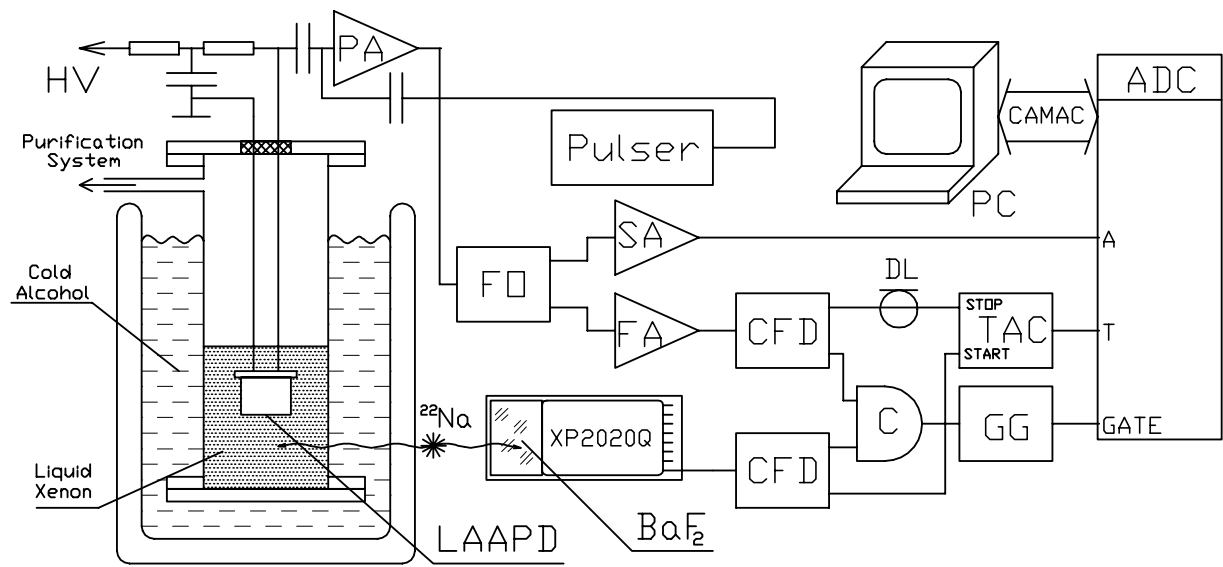 HV
PA
Purification
System
Pulser
PC
CAMAC
ADC
SA
A
FO
DL
FA
CFD
STOP
TAC
START
T
Cold
Alcohol
22Na
XP2020Q
C
GG
GATE
CFD
Liquid
Xenon
LAAPD
BaF2